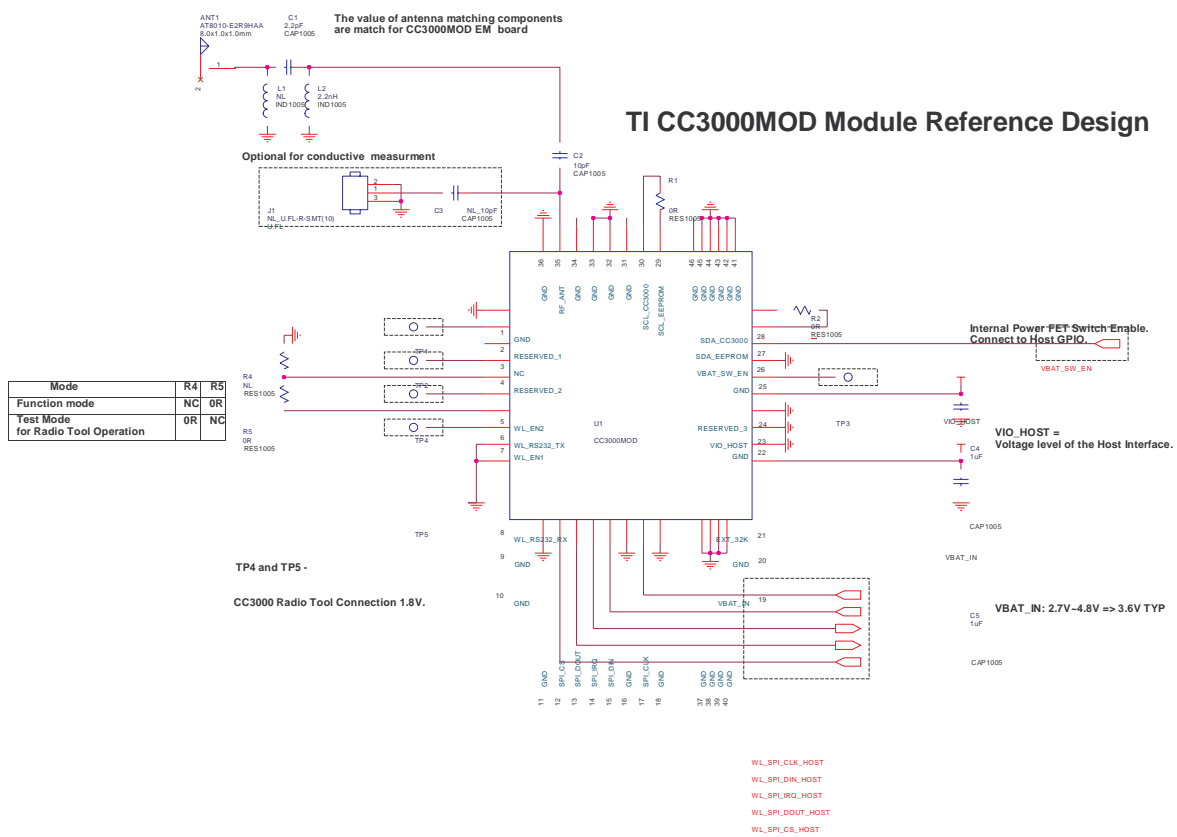 ANT1
AT8010-E2R9HAA
8.0x1.0x1.0mm
C1
2.2pF
CAP1005
The value of antenna matching components
are match for CC3000MOD EM board
1
2
L1
NL
IND1005
L2
2.2nH
IND1005
TI CC3000MOD Module Reference Design
Optional for conductive measurment
C2
10pF
CAP1005
2
1
3
J1
NL_U.FL-R-SMT(10)
U.FL
C3
NL_10pF
CAP1005
R1
0R
RES1005
36
35
34
33
32
31
30
29
46
45
44
43
42
41
GND
RF_ANT
GND
GND
GND
GND
SCL_CC3000
SCL_EEPROM
GND
GND
GND
GND
GND
GND
R2
0R
RES1005
Internal Power FET Switch Enable.
Connect to Host GPIO.
VBAT_SW_EN
1
GND
2
RESERVED_1
3
NC
4
RESERVED_2
5
WL_EN2
6
WL_RS232_TX
7
WL_EN1
8
WL_RS232_RX
9
GND
10
GND
SDA_CC3000
28
SDA_EEPROM
27
VBAT_SW_EN
26
GND
25
RESERVED_3
24
VIO_HOST
23
GND
22
EXT_32K
21
GND
20
VBAT_IN
19
U1
CC3000MOD
TP1
TP2
TP4
TP5
TP3
R4
NL
RES1005
R5
0R
RES1005
Mode R4 R5
Function mode NC 0R
Test Mode
for Radio Tool Operation 0R NC
VIO_HOST
VIO_HOST =
Voltage level of the Host Interface.
C4
1uF
CAP1005
VBAT_IN
VBAT_IN: 2.7V~4.8V => 3.6V TYP
C5
1uF
CAP1005
TP4 and TP5 -
CC3000 Radio Tool Connection 1.8V.
GND
SPI_CS
SPI_DOUT
SPI_IRQ
SPI_DIN
GND
SPI_CLK
GND
GND
GND
GND
GND
11
12
13
14
15
16
17
18
37
38
39
40
WL_SPI_CLK_HOST
WL_SPI_DIN_HOST
WL_SPI_IRQ_HOST
WL_SPI_DOUT_HOST
WL_SPI_CS_HOST